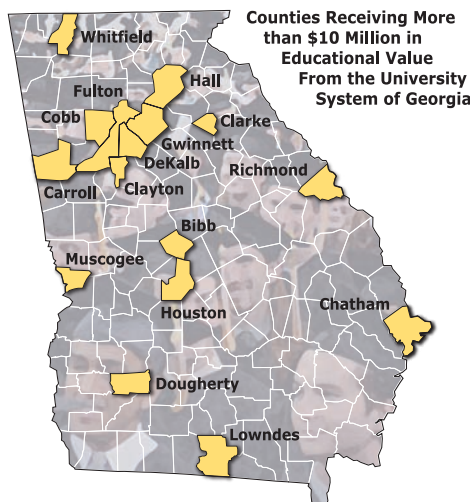 Counties Receiving More
than $10 Million in
Educational Value
From the University
System of Georgia
Whitfield
Hall
Fulton
Cobb
Clarke
Gwinnett
DeKalb
Richmond
Carroll
Clayton
Bibb
Muscogee
Houston
Chatham
Dougherty
Lowndes